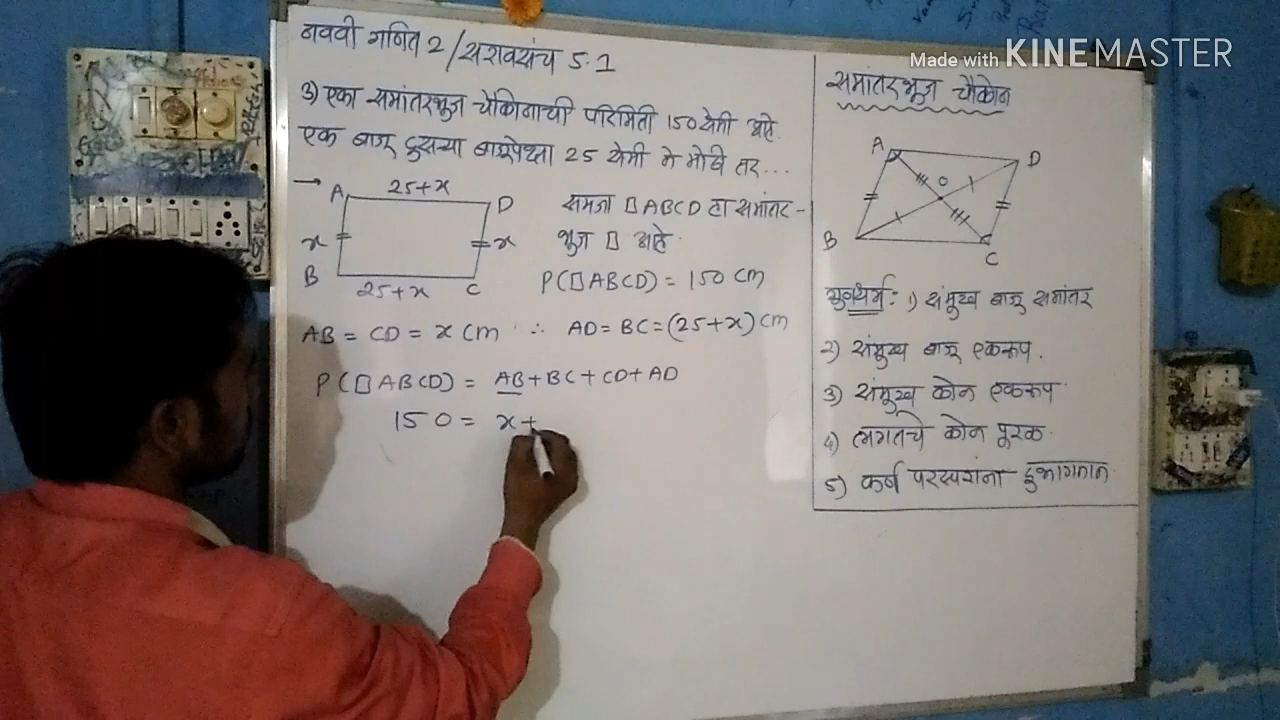 नववी गणित 2/सरावसंच 5.1
3) एका समांतरभुज चौकोनाची परिमिती 150 सेमी आहे.
एक बाजू दुसऱ्या बाजूपेक्षा 25 सेमी ने मोठी तर...
→ A 25+x D
x x
B 25+x C
समजा □ABCD हा समांतर-
भुज □ आहे.
P(□ABCD) = 150 cm
AB = CD = x cm ∴ AD = BC = (25+x) cm
P(□ABCD) = AB+BC+CD+AD
150 = x+
Made with KINEMASTER
समांतरभुज चौकोन
A D
O
B C
गुणधर्म: 1) संमुख बाजू समांतर
2) संमुख बाजू एकरूप.
3) संमुख कोन एकरूप.
4) लगतचे कोन पूरक.
5) कर्ण परस्परांना दुभागतात